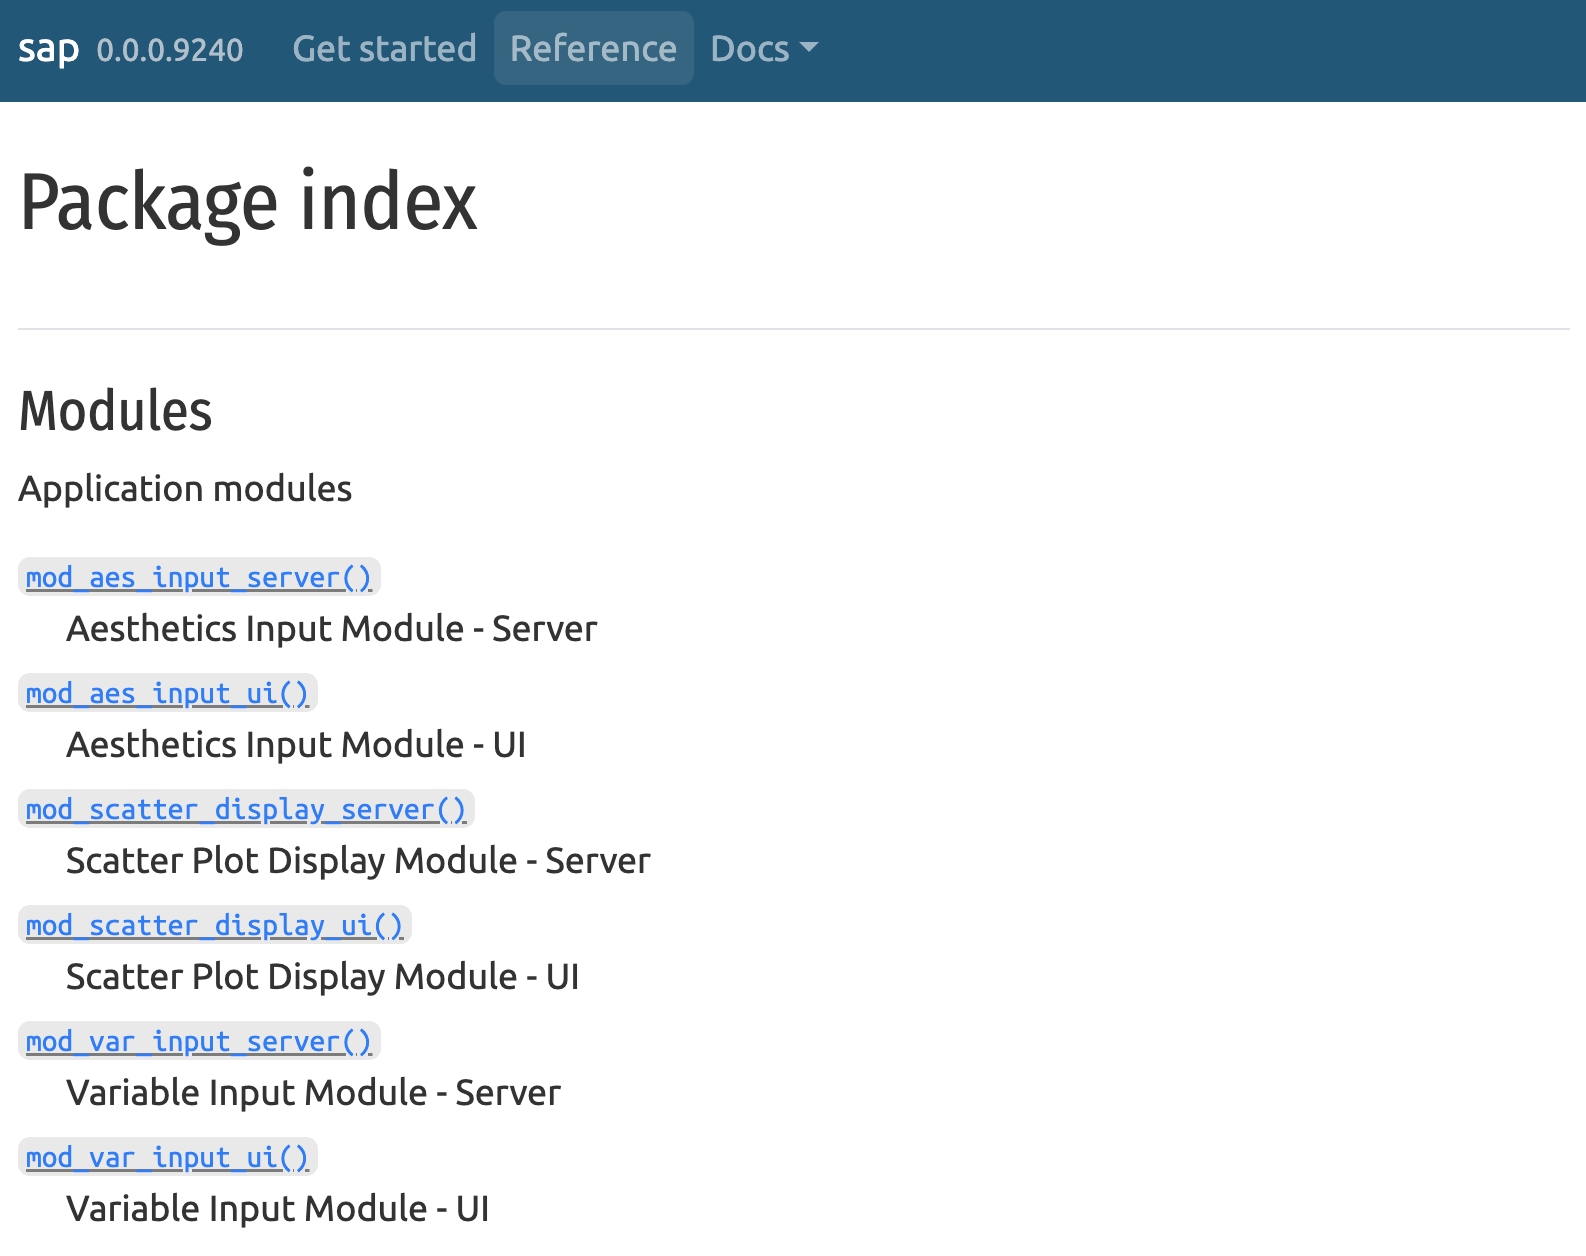 sap 0.0.0.9240 Get started Reference Docs
Package index
Modules
Application modules
mod_aes_input_server()
Aesthetics Input Module - Server
mod_aes_input_ui()
Aesthetics Input Module - UI
mod_scatter_display_server()
Scatter Plot Display Module - Server
mod_scatter_display_ui()
Scatter Plot Display Module - UI
mod_var_input_server()
Variable Input Module - Server
mod_var_input_ui()
Variable Input Module - UI